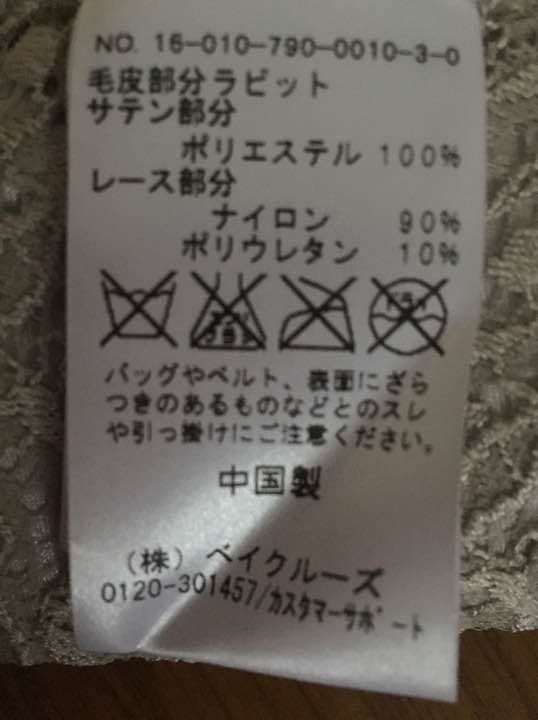 NO. 16-010-790-0010-3-0
毛皮部分ラビット
サテン部分
ポリエステル 100%
レース部分
ナイロン 90%
ポリウレタン 10%
バッグやベルト、表面にざら
つきのあるものなどとのスレ
や引っ掛けにご注意ください。
中国製
（株）ベイクルーズ
0120-301457/カスタマーサポート